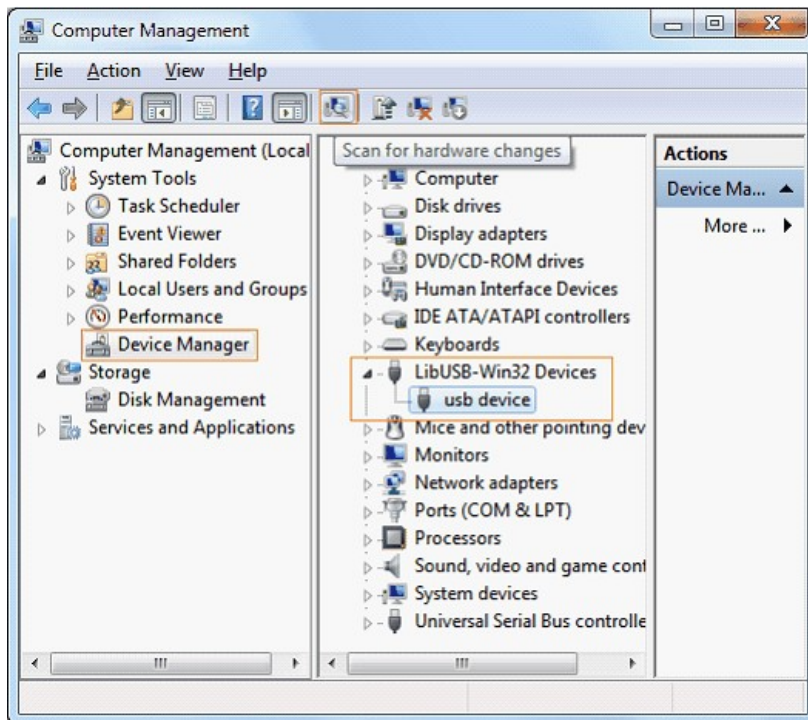 Computer Management
File Action View Help
Scan for hardware changes
Computer Management (Local
System Tools
Task Scheduler
Event Viewer
Shared Folders
Local Users and Groups
Performance
Device Manager
Storage
Disk Management
Services and Applications
Computer
Disk drives
Display adapters
DVD/CD-ROM drives
Human Interface Devices
IDE ATA/ATAPI controllers
Keyboards
LibUSB-Win32 Devices
usb device
Mice and other pointing dev
Monitors
Network adapters
Ports (COM & LPT)
Processors
Sound, video and game cont
System devices
Universal Serial Bus controlle
Actions
Device Ma...
More ...